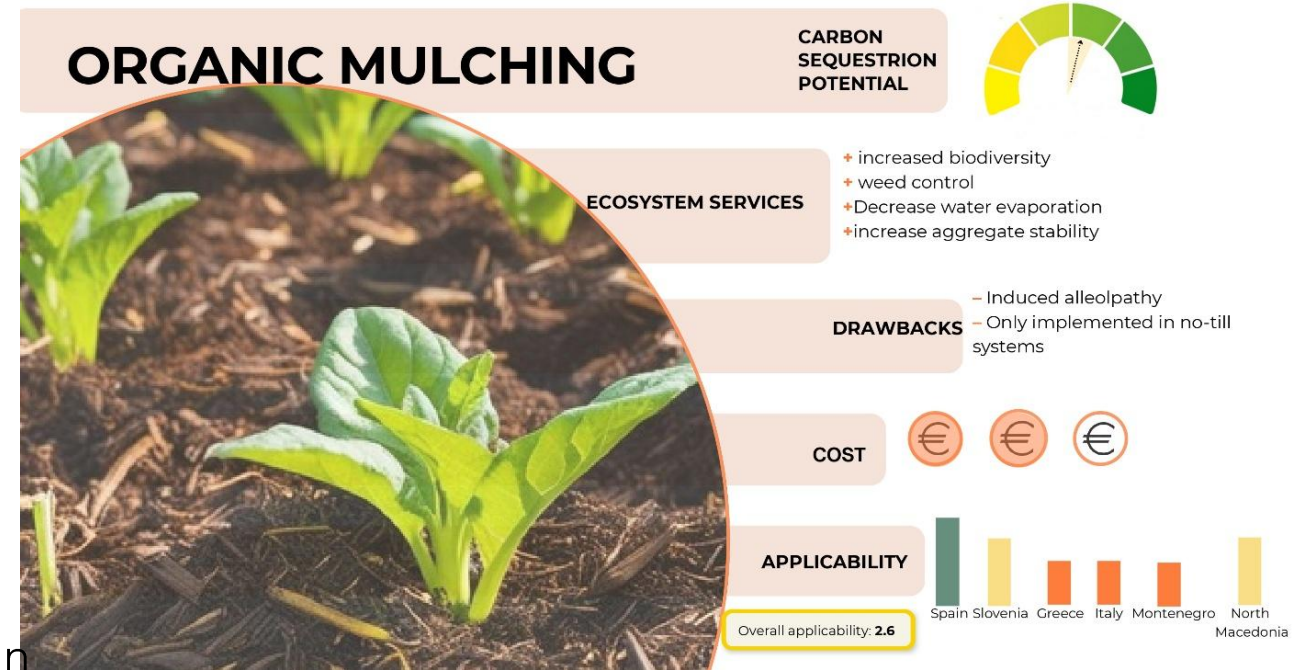 ORGANIC MULCHING
CARBON
SEQUESTRION
POTENTIAL
ECOSYSTEM SERVICES
+ increased biodiversity
+ weed control
+Decrease water evaporation
+increase aggregate stability
DRAWBACKS
– Induced alleolpathy
– Only implemented in no-till
systems
COST
€ € €
APPLICABILITY
Spain Slovenia Greece Italy Montenegro North
Macedonia
Overall applicability: 2.6
n